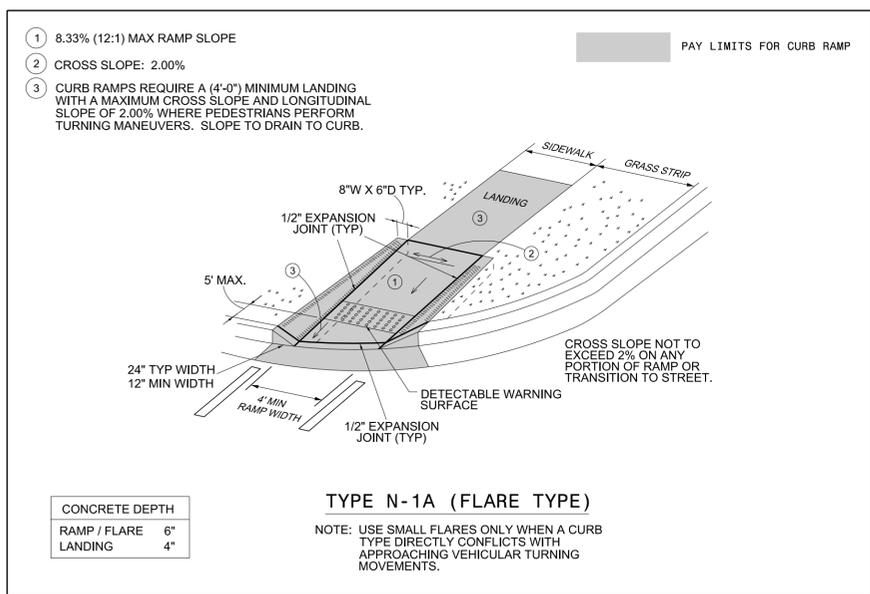 1 8.33% (12:1) MAX RAMP SLOPE
2 CROSS SLOPE: 2.00%
3 CURB RAMPS REQUIRE A (4'-0") MINIMUM LANDING
WITH A MAXIMUM CROSS SLOPE AND LONGITUDINAL
SLOPE OF 2.00% WHERE PEDESTRIANS PERFORM
TURNING MANEUVERS. SLOPE TO DRAIN TO CURB.
PAY LIMITS FOR CURB RAMP
SIDEWALK
GRASS STRIP
8"W X 6"D TYP.
LANDING
1/2" EXPANSION
JOINT (TYP)
3
2
3
1
5' MAX.
24" TYP WIDTH
12" MIN WIDTH
4' MIN
RAMP WIDTH
DETECTABLE WARNING
SURFACE
1/2" EXPANSION
JOINT (TYP)
CROSS SLOPE NOT TO
EXCEED 2% ON ANY
PORTION OF RAMP OR
TRANSITION TO STREET.
CONCRETE DEPTH
RAMP / FLARE 6"
LANDING 4"
TYPE N-1A (FLARE TYPE)
NOTE: USE SMALL FLARES ONLY WHEN A CURB
TYPE DIRECTLY CONFLICTS WITH
APPROACHING VEHICULAR TURNING
MOVEMENTS.